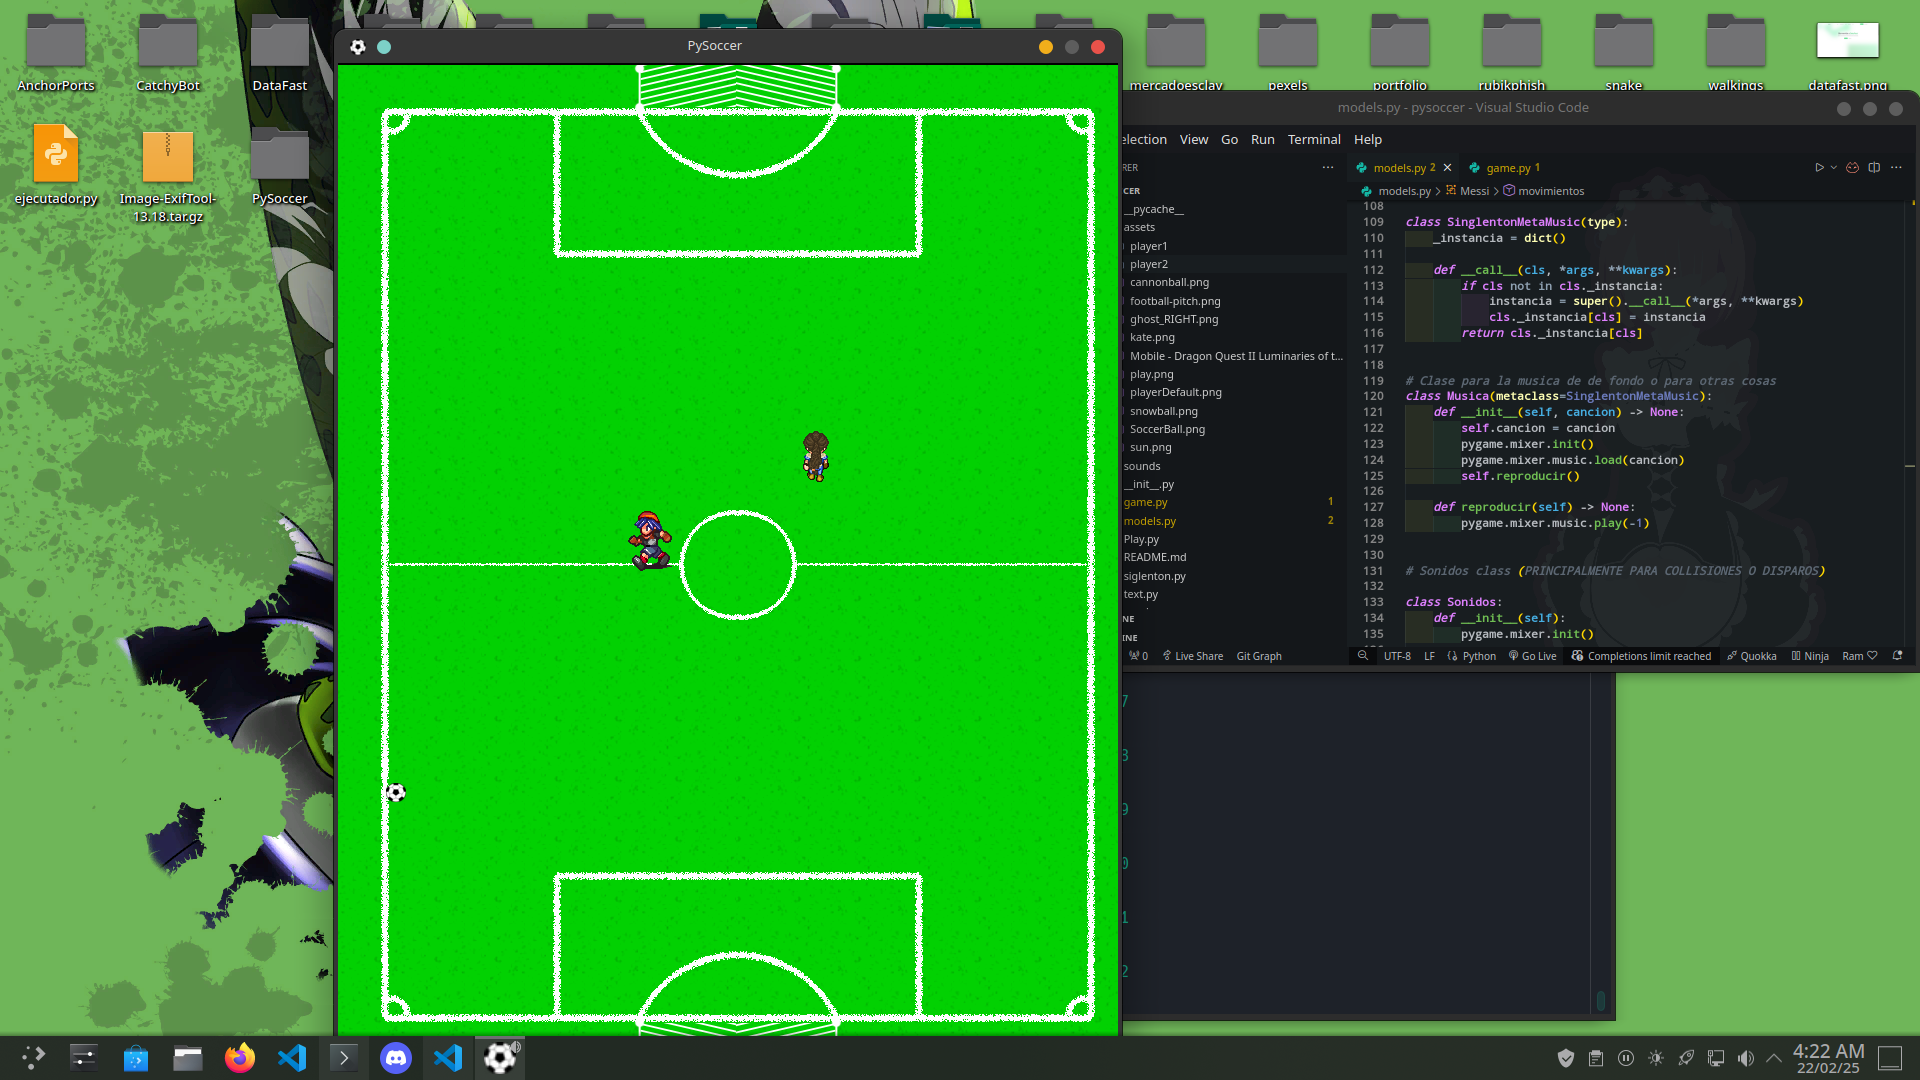 AnchorPorts
CatchyBot
DataFast
ejecutador.py
Image-ExifTool-
13.18.tar.gz
PySoccer
PySoccer
mercadoesclav
pexels
portfolio
rubikphish
snake
walkings
datafast.png
models.py - pysoccer - Visual Studio Code
election View Go Run Terminal Help
RER
CER
__pycache__
assets
player1
player2
cannonball.png
football-pitch.png
ghost_RIGHT.png
kate.png
Mobile - Dragon Quest II Luminaries of t...
play.png
playerDefault.png
snowball.png
SoccerBall.png
sun.png
sounds
__init__.py
game.py 1
models.py 2
Play.py
README.md
siglenton.py
text.py
NE
INE
models.py 2
game.py 1
models.py > Messi > movimientos
108
109 class SinglentonMetaMusic(type):
110     _instancia = dict()
111
112     def __call__(cls, *args, **kwargs):
113         if cls not in cls._instancia:
114             instancia = super().__call__(*args, **kwargs)
115             cls._instancia[cls] = instancia
116         return cls._instancia[cls]
117
118
119 # Clase para la musica de de fondo o para otras cosas
120 class Musica(metaclass=SinglentonMetaMusic):
121     def __init__(self, cancion) -> None:
122         self.cancion = cancion
123         pygame.mixer.init()
124         pygame.mixer.music.load(cancion)
125         self.reproducir()
126
127     def reproducir(self) -> None:
128         pygame.mixer.music.play(-1)
129
130
131 # Sonidos class (PRINCIPALMENTE PARA COLLISIONES O DISPAROS)
132
133 class Sonidos:
134     def __init__(self):
135         pygame.mixer.init()
0 Live Share Git Graph
UTF-8 LF Python Go Live Completions limit reached Quokka Ninja Ram
7
8
9
0
1
2
4:22 AM
22/02/25